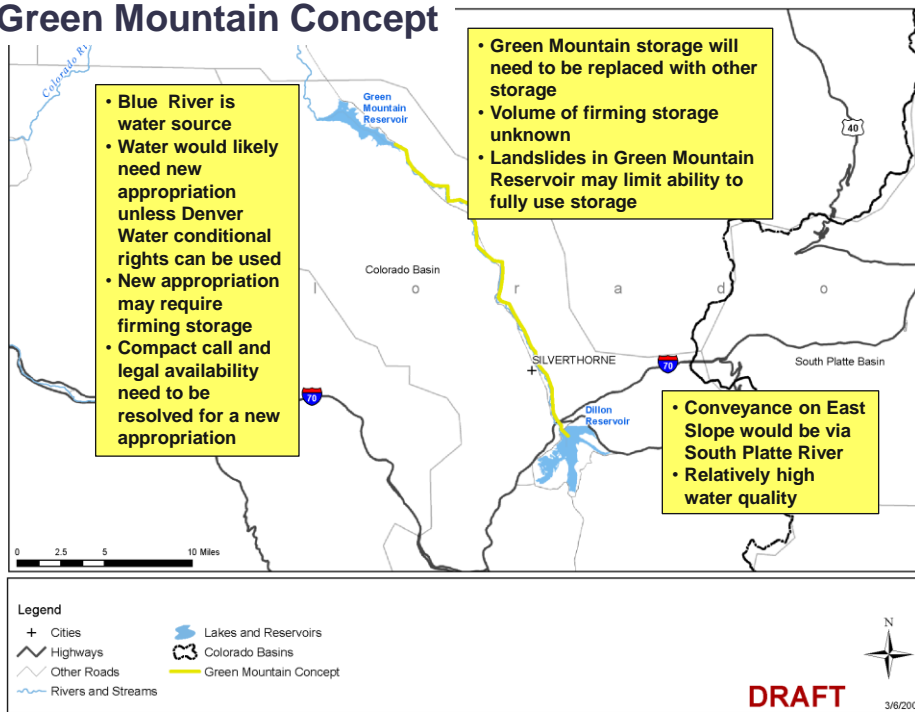 Green Mountain Concept
Colorado Ri
• Blue River is
water source
• Water would likely
need new
appropriation
unless Denver
Water conditional
rights can be used
• New appropriation
may require
firming storage
• Compact call and
legal availability
need to be
resolved for a new
appropriation
• Green Mountain storage will
need to be replaced with other
storage
• Volume of firming storage
unknown
• Landslides in Green Mountain
Reservoir may limit ability to
fully use storage
Green
Mountain
Reservoir
40
Colorado Basin
l o r a d o
SILVERTHORNE
70
South Platte Basin
70
Dillon
Reservoir
• Conveyance on East
Slope would be via
South Platte River
• Relatively high
water quality
0 2.5 5 10 Miles
Legend
Cities
Highways
Other Roads
Rivers and Streams
Lakes and Reservoirs
Colorado Basins
Green Mountain Concept
N
DRAFT
3/6/200